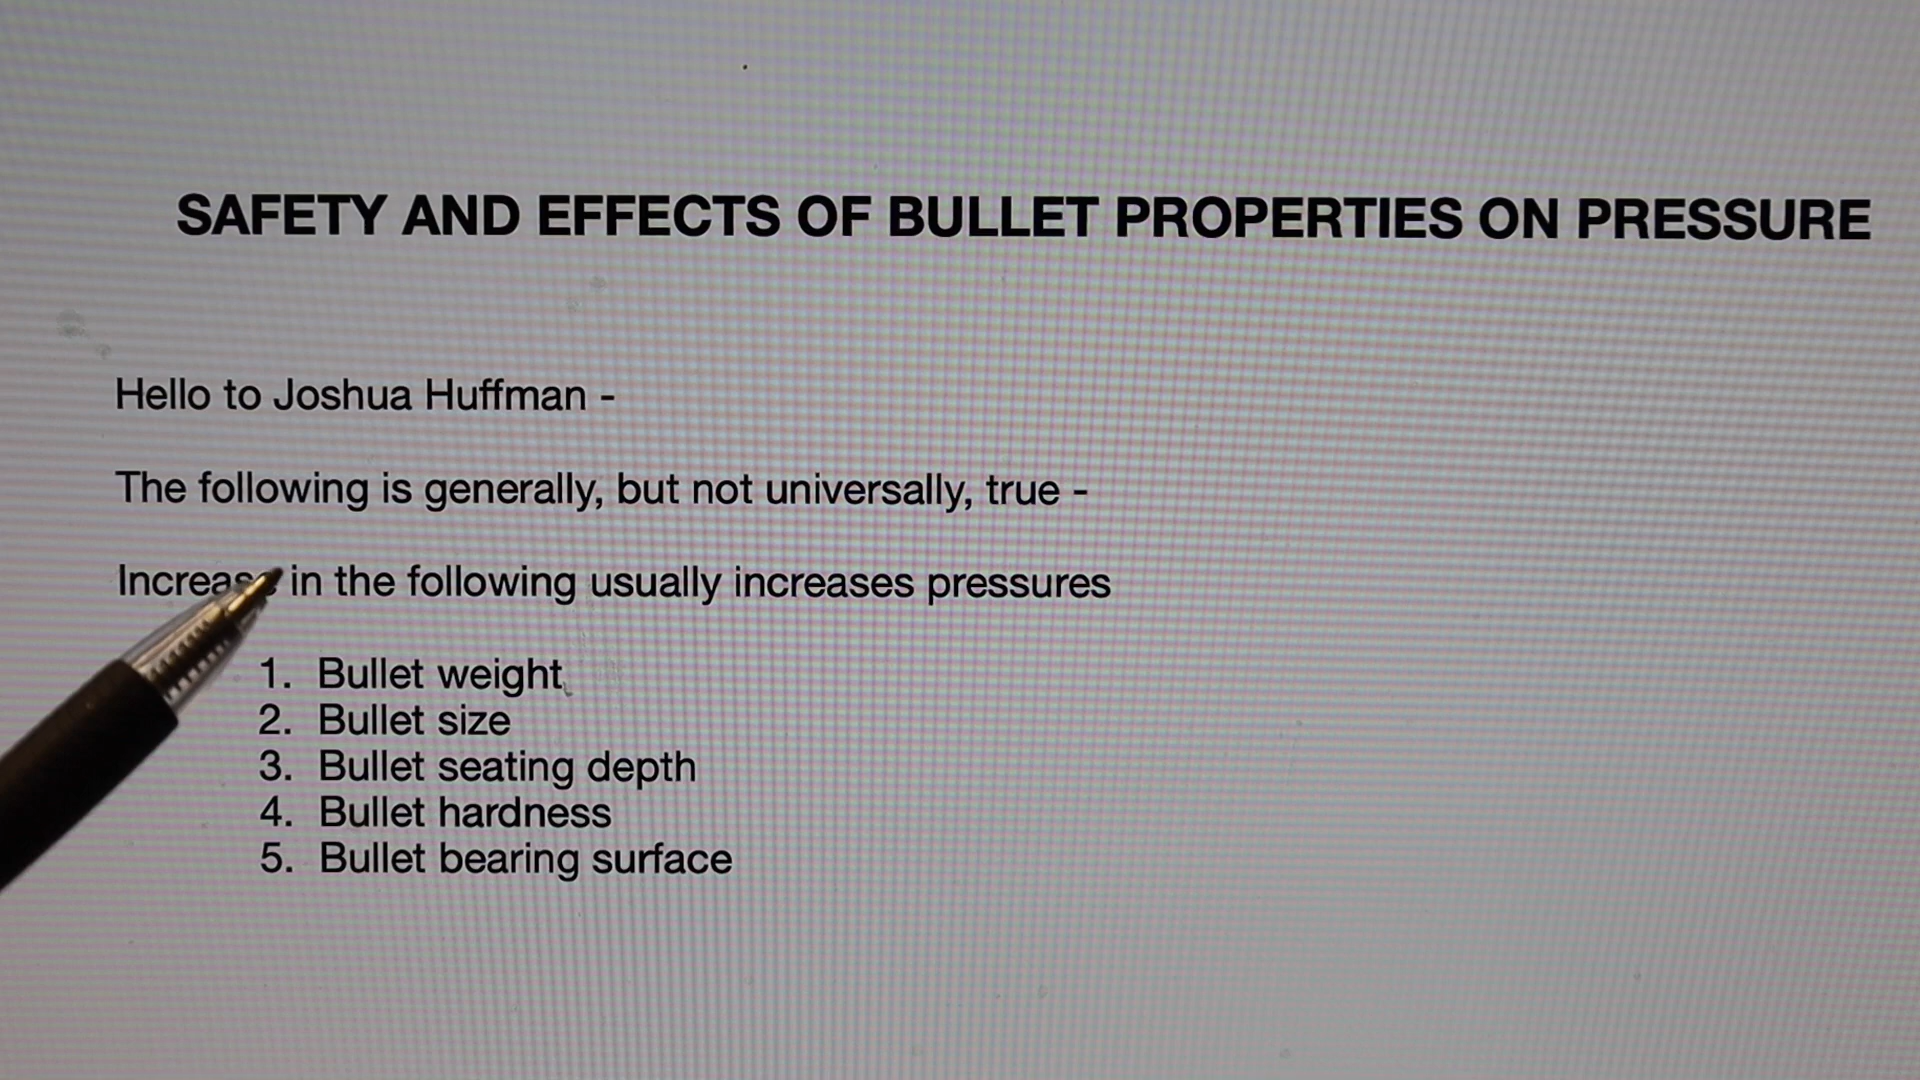 SAFETY AND EFFECTS OF BULLET PROPERTIES ON PRESSURE
Hello to Joshua Huffman -
The following is generally, but not universally, true -
Increase in the following usually increases pressures
1. Bullet weight
2. Bullet size
3. Bullet seating depth
4. Bullet hardness
5. Bullet bearing surface